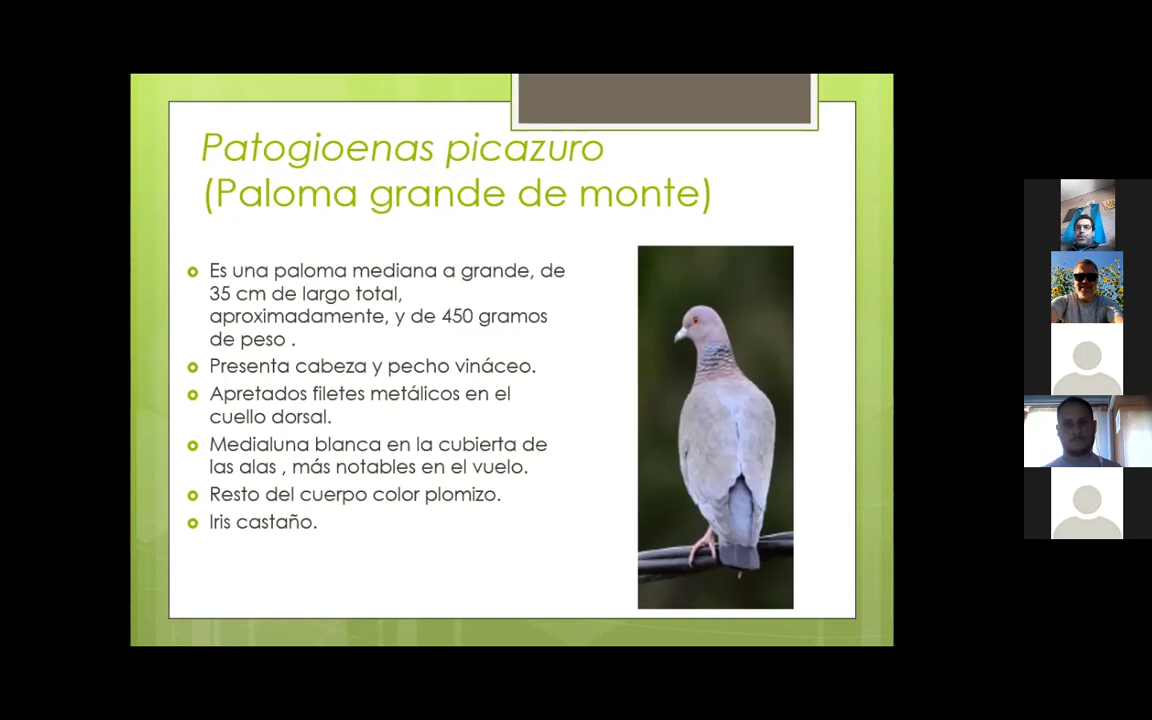 Patogioenas picazuro
(Paloma grande de monte)
Es una paloma mediana a grande, de
35 cm de largo total,
aproximadamente, y de 450 gramos
de peso .
Presenta cabeza y pecho vináceo.
Apretados filetes metálicos en el
cuello dorsal.
Medialuna blanca en la cubierta de
las alas , más notables en el vuelo.
Resto del cuerpo color plomizo.
Iris castaño.